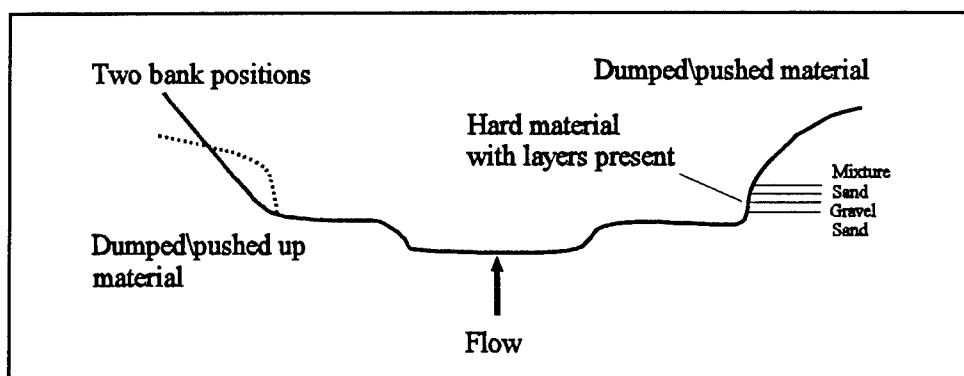 Two bank positions
Dumped\pushed material
Hard material
with layers present
Mixture
Sand
Gravel
Sand
Dumped\pushed up
material
Flow